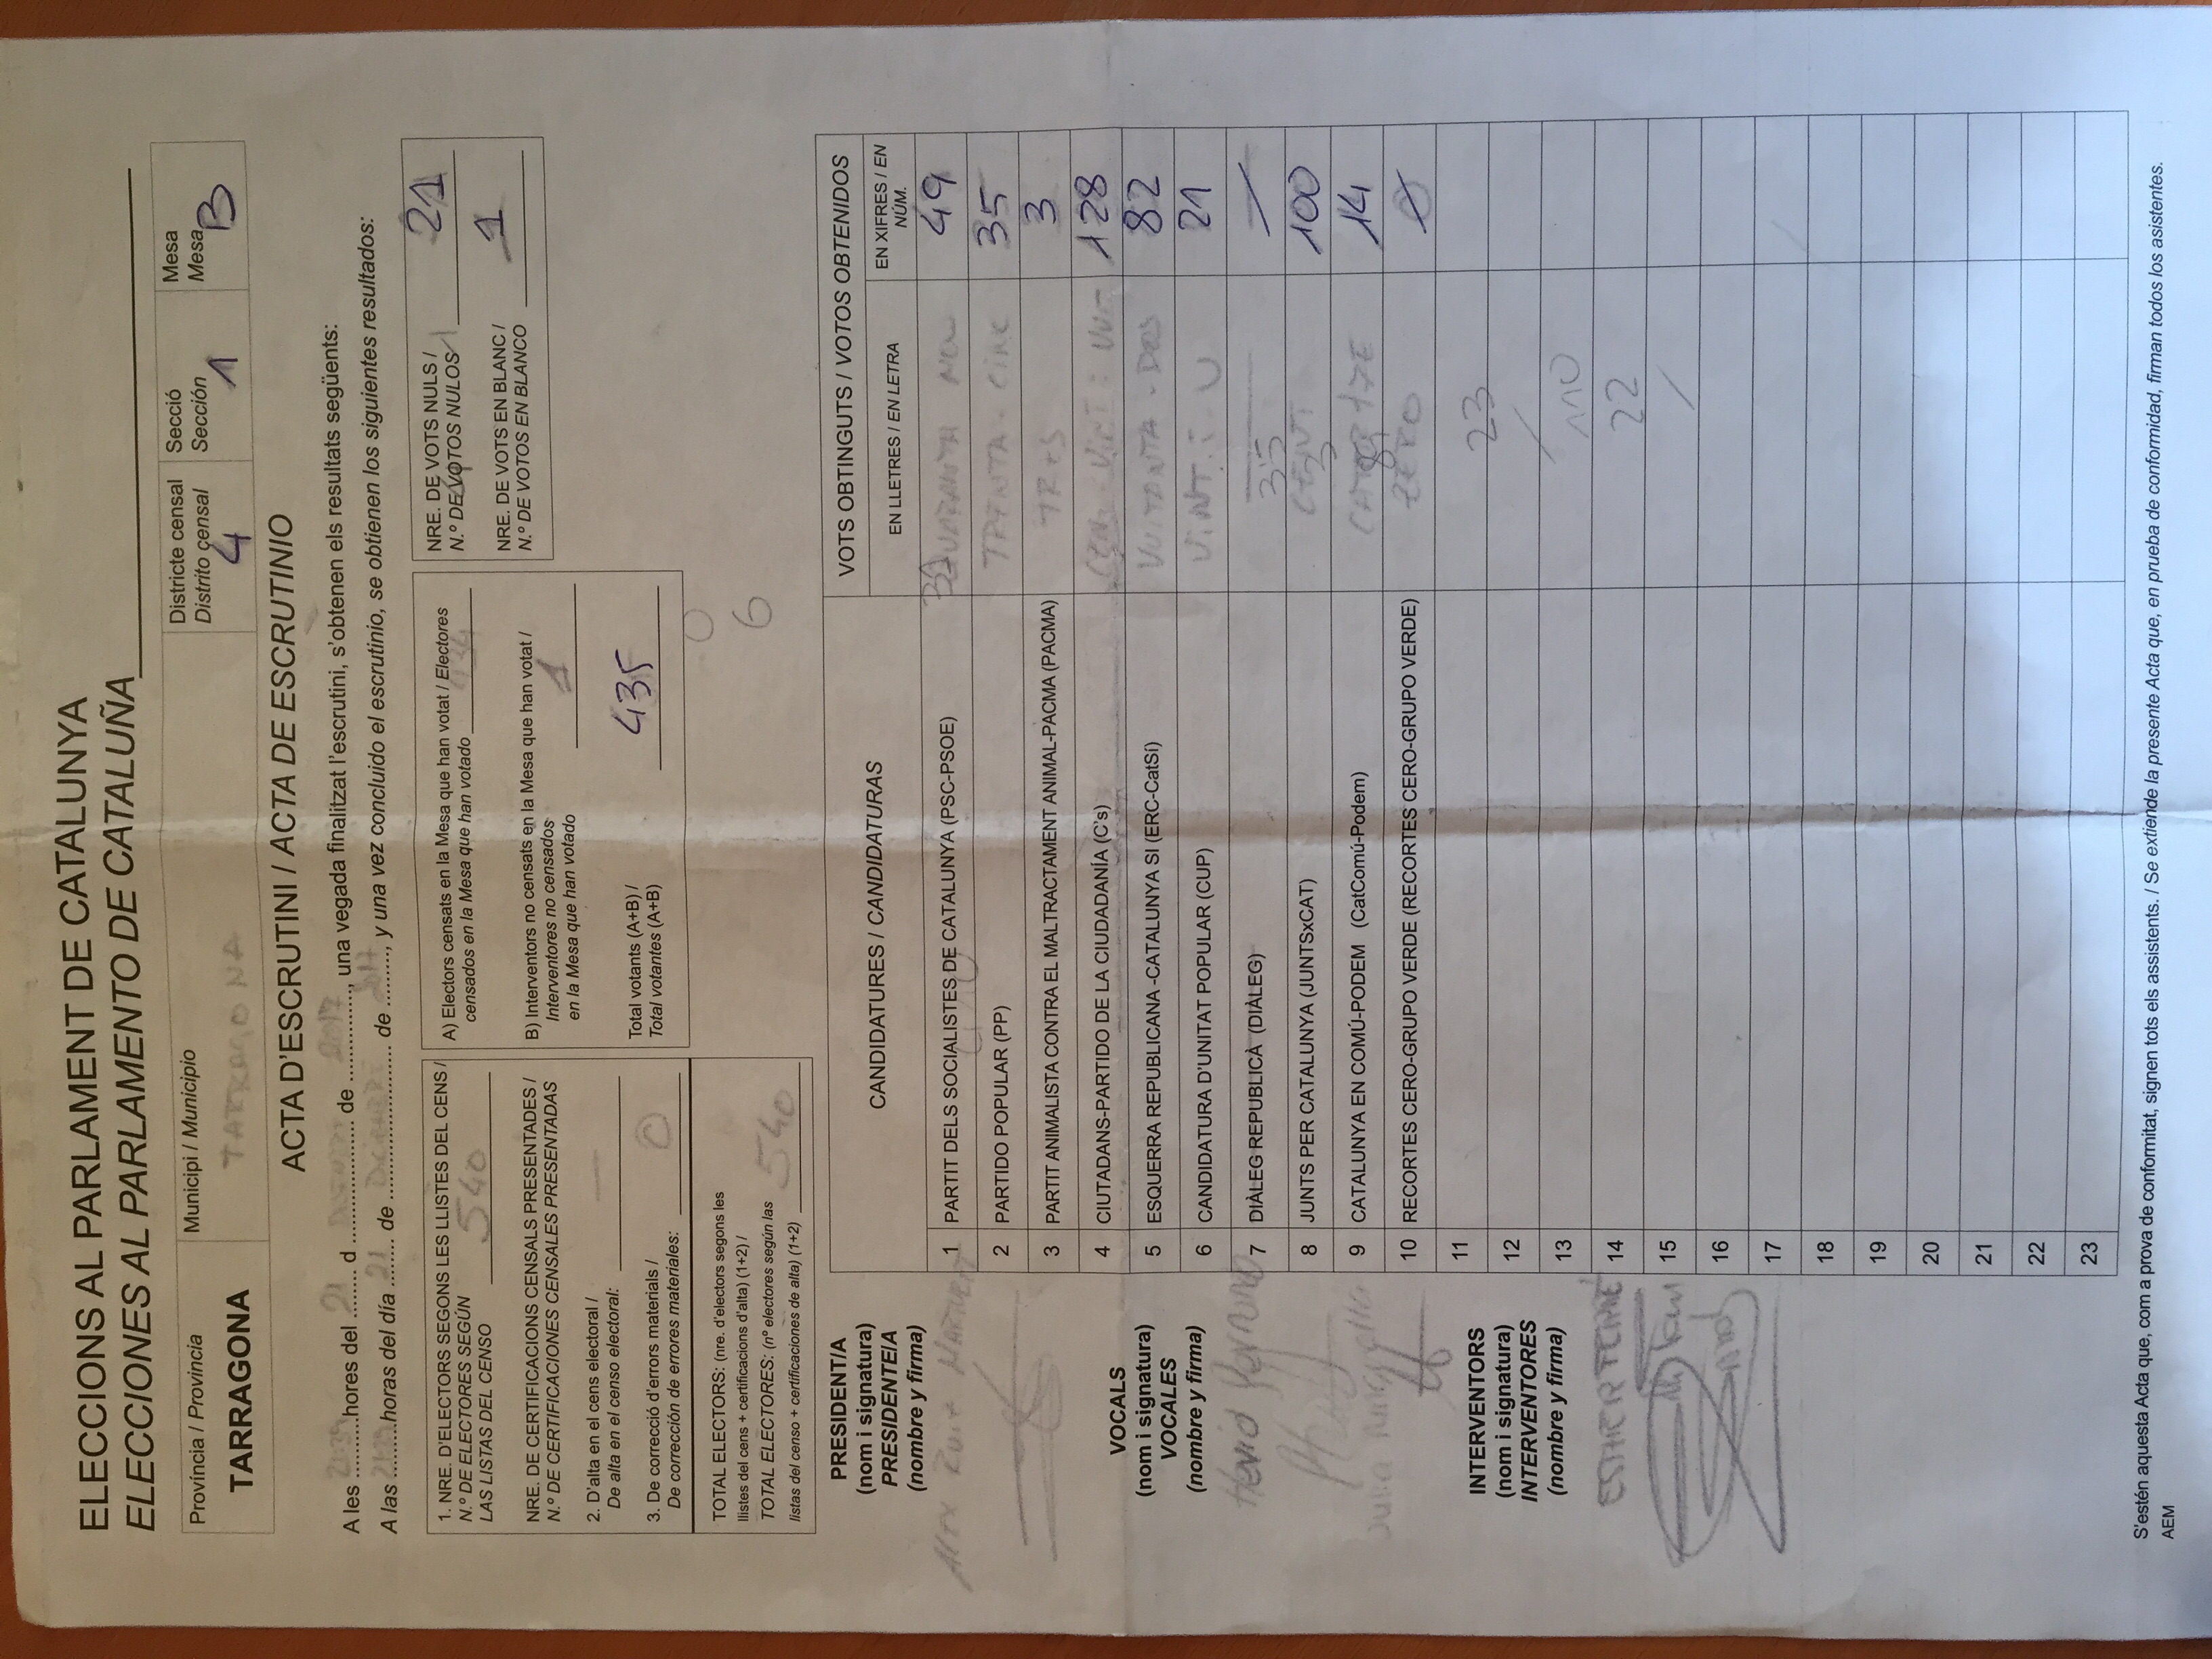 ELECCIONS AL PARLAMENT DE CATALUNYA
ELECCIONES AL PARLAMENTO DE CATALUÑA
Província / Provincia
TARRAGONA
Municipi / Municipio
TARRAGONA
Districte censal
Distrito censal
4
Secció
Sección
1
Mesa
Mesa
B
ACTA D'ESCRUTINI / ACTA DE ESCRUTINIO
A les 21:39 hores del 21 d de 2017, una vegada finalitzat l'escrutini, s'obtenen els resultats següents:
A las 21:39 horas del día 21 de de 2017, y una vez concluido el escrutinio, se obtienen los siguientes resultados:
1. NRE. D'ELECTORS SEGONS LES LLISTES DEL CENS /
N.º DE ELECTORES SEGÚN
LAS LISTAS DEL CENSO 540
NRE. DE CERTIFICACIONS CENSALS PRESENTADES /
N.º DE CERTIFICACIONES CENSALES PRESENTADAS
2. D'alta en el cens electoral /
De alta en el censo electoral: —
3. De correcció d'errors materials /
De corrección de errores materiales: 0
TOTAL ELECTORS: (nre. d'electors segons les
llistes del cens + certificacions d'alta) (1+2) /
TOTAL ELECTORES: (nº electores según las
listas del censo + certificaciones de alta) (1+2) 540
A) Electors censats en la Mesa que han votat / Electores
censados en la Mesa que han votado 434
B) Interventors no censats en la Mesa que han votat /
Interventores no censados
en la Mesa que han votado 1
Total votants (A+B) /
Total votantes (A+B) 435
NRE. DE VOTS NULS /
N.º DE VOTOS NULOS 21
NRE. DE VOTS EN BLANC /
N.º DE VOTOS EN BLANCO 1
0
6
PRESIDENT/A
(nom i signatura)
PRESIDENTE/A
(nombre y firma)
VOCALS
(nom i signatura)
VOCALES
(nombre y firma)
INTERVENTORS
(nom i signatura)
INTERVENTORES
(nombre y firma)
ESTHER
CANDIDATURES / CANDIDATURAS
VOTS OBTINGUTS / VOTOS OBTENIDOS
EN LLETRES / EN LETRA
EN XIFRES / EN
NÚM.
1 PARTIT DELS SOCIALISTES DE CATALUNYA (PSC-PSOE) QUARANTA NOU 49
2 PARTIDO POPULAR (PP) TRENTA - CINC 35
3 PARTIT ANIMALISTA CONTRA EL MALTRACTAMENT ANIMAL-PACMA (PACMA) TRES 3
4 CIUTADANS-PARTIDO DE LA CIUDADANÍA (C's) CENT VINT I VUIT 128
5 ESQUERRA REPUBLICANA -CATALUNYA SI (ERC-CatSí) VUITANTA - DOS 82
6 CANDIDATURA D'UNITAT POPULAR (CUP) VINT - I - U 21
7 DIÀLEG REPUBLICÀ (DIÀLEG) —
35
8 JUNTS PER CATALUNYA (JUNTSxCAT) CENT 100
3
9 CATALUNYA EN COMÚ-PODEM (CatComú-Podem) CATORTZE 14
89
10 RECORTES CERO-GRUPO VERDE (RECORTES CERO-GRUPO VERDE) ZERO 0
11
23
12
13
110
14
22
15
16
17
18
19
20
21
22
23
S'estén aquesta Acta que, com a prova de conformitat, signen tots els assistents. / Se extiende la presente Acta que, en prueba de conformidad, firman todos los asistentes.
AEM